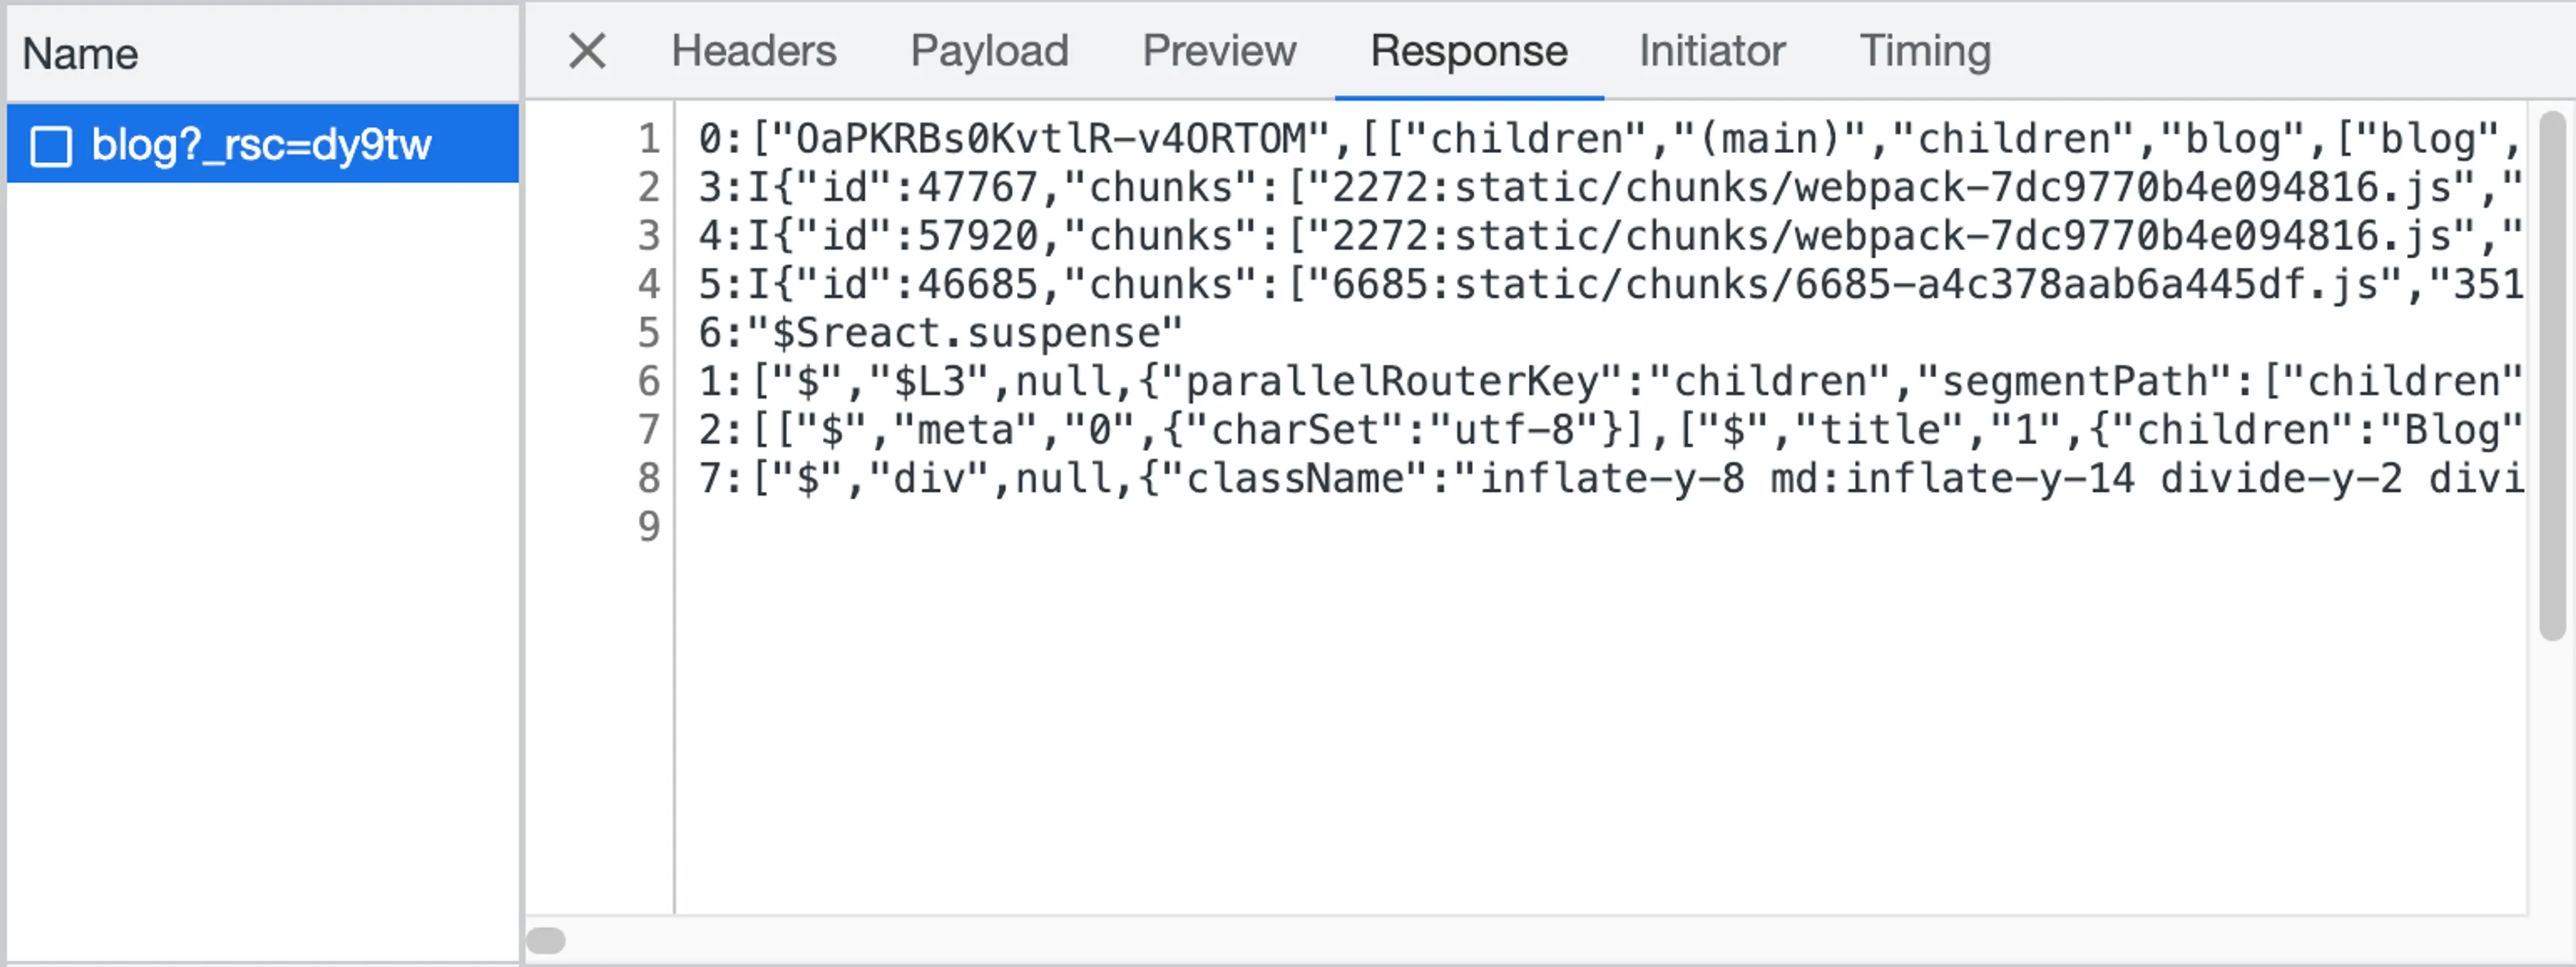 Name
blog?_rsc=dy9tw
Headers Payload Preview Response Initiator Timing
1 0:["OaPKRBs0KvtlR-v4ORTOM",[["children","(main)","children","blog",["blog",
2 3:I{"id":47767,"chunks":["2272:static/chunks/webpack-7dc9770b4e094816.js","
3 4:I{"id":57920,"chunks":["2272:static/chunks/webpack-7dc9770b4e094816.js","
4 5:I{"id":46685,"chunks":["6685:static/chunks/6685-a4c378aab6a445df.js","351
5 6:"$Sreact.suspense"
6 1:["$","$L3",null,{"parallelRouterKey":"children","segmentPath":["children"
7 2:[["$","meta","0",{"charSet":"utf-8"}],["$","title","1",{"children":"Blog"
8 7:["$","div",null,{"className":"inflate-y-8 md:inflate-y-14 divide-y-2 divi
9